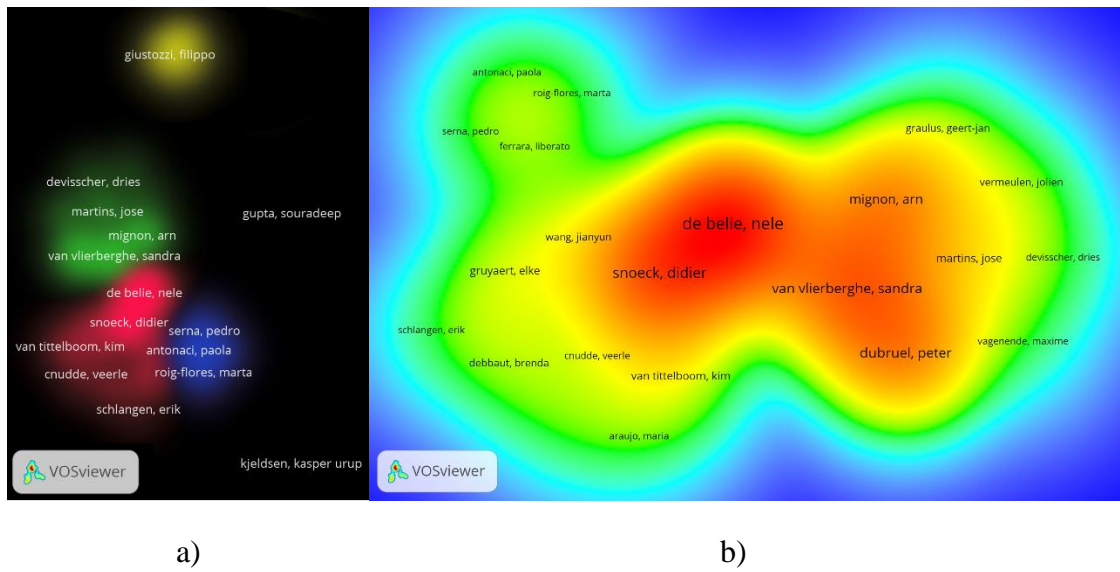 giustozzi, filippo
devisscher, dries
martins, jose
gupta, souradeep
mignon, arn
van vlierberghe, sandra
de belie, nele
snoeck, didier
serna, pedro
van tittelboom, kim
antonaci, paola
cnudde, veerle
roig-flores, marta
schlangen, erik
kjeldsen, kasper urup
VOSviewer
antonaci, paola
roig-flores, marta
serna, pedro
ferrara, liberato
graulus, geert-jan
vermeulen, jolien
mignon, arn
de belie, nele
wang, jianyun
gruyaert, elke
snoeck, didier
martins, jose
devisscher, dries
van vlierberghe, sandra
schlangen, erik
vagenende, maxime
debbaut, brenda
cnudde, veerle
dubruel, peter
van tittelboom, kim
araujo, maria
VOSviewer
a)
b)